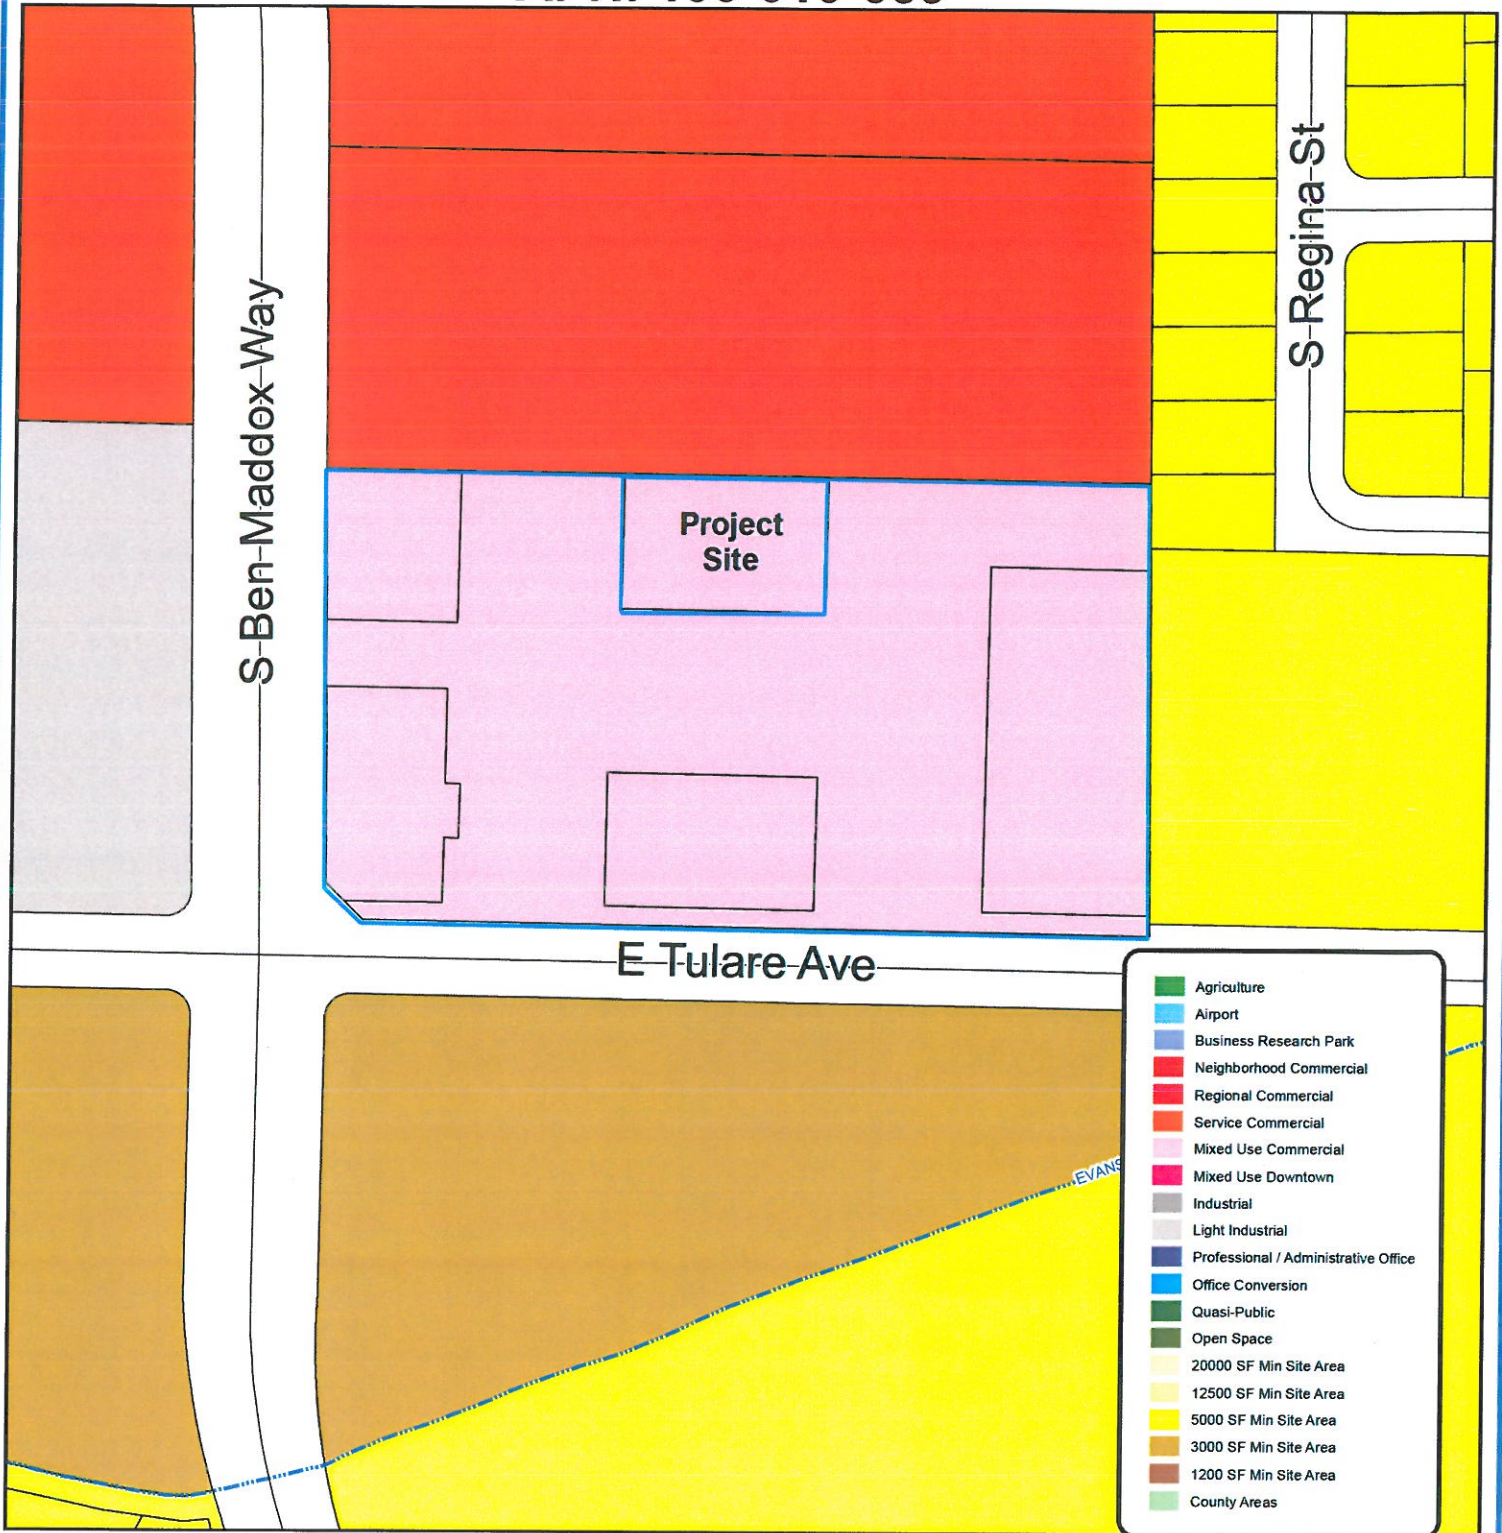 S Regina St
S Ben Maddox Way
Project
Site
E Tulare Ave
EVANS
Agriculture
Airport
Business Research Park
Neighborhood Commercial
Regional Commercial
Service Commercial
Mixed Use Commercial
Mixed Use Downtown
Industrial
Light Industrial
Professional / Administrative Office
Office Conversion
Quasi-Public
Open Space
20000 SF Min Site Area
12500 SF Min Site Area
5000 SF Min Site Area
3000 SF Min Site Area
1200 SF Min Site Area
County Areas